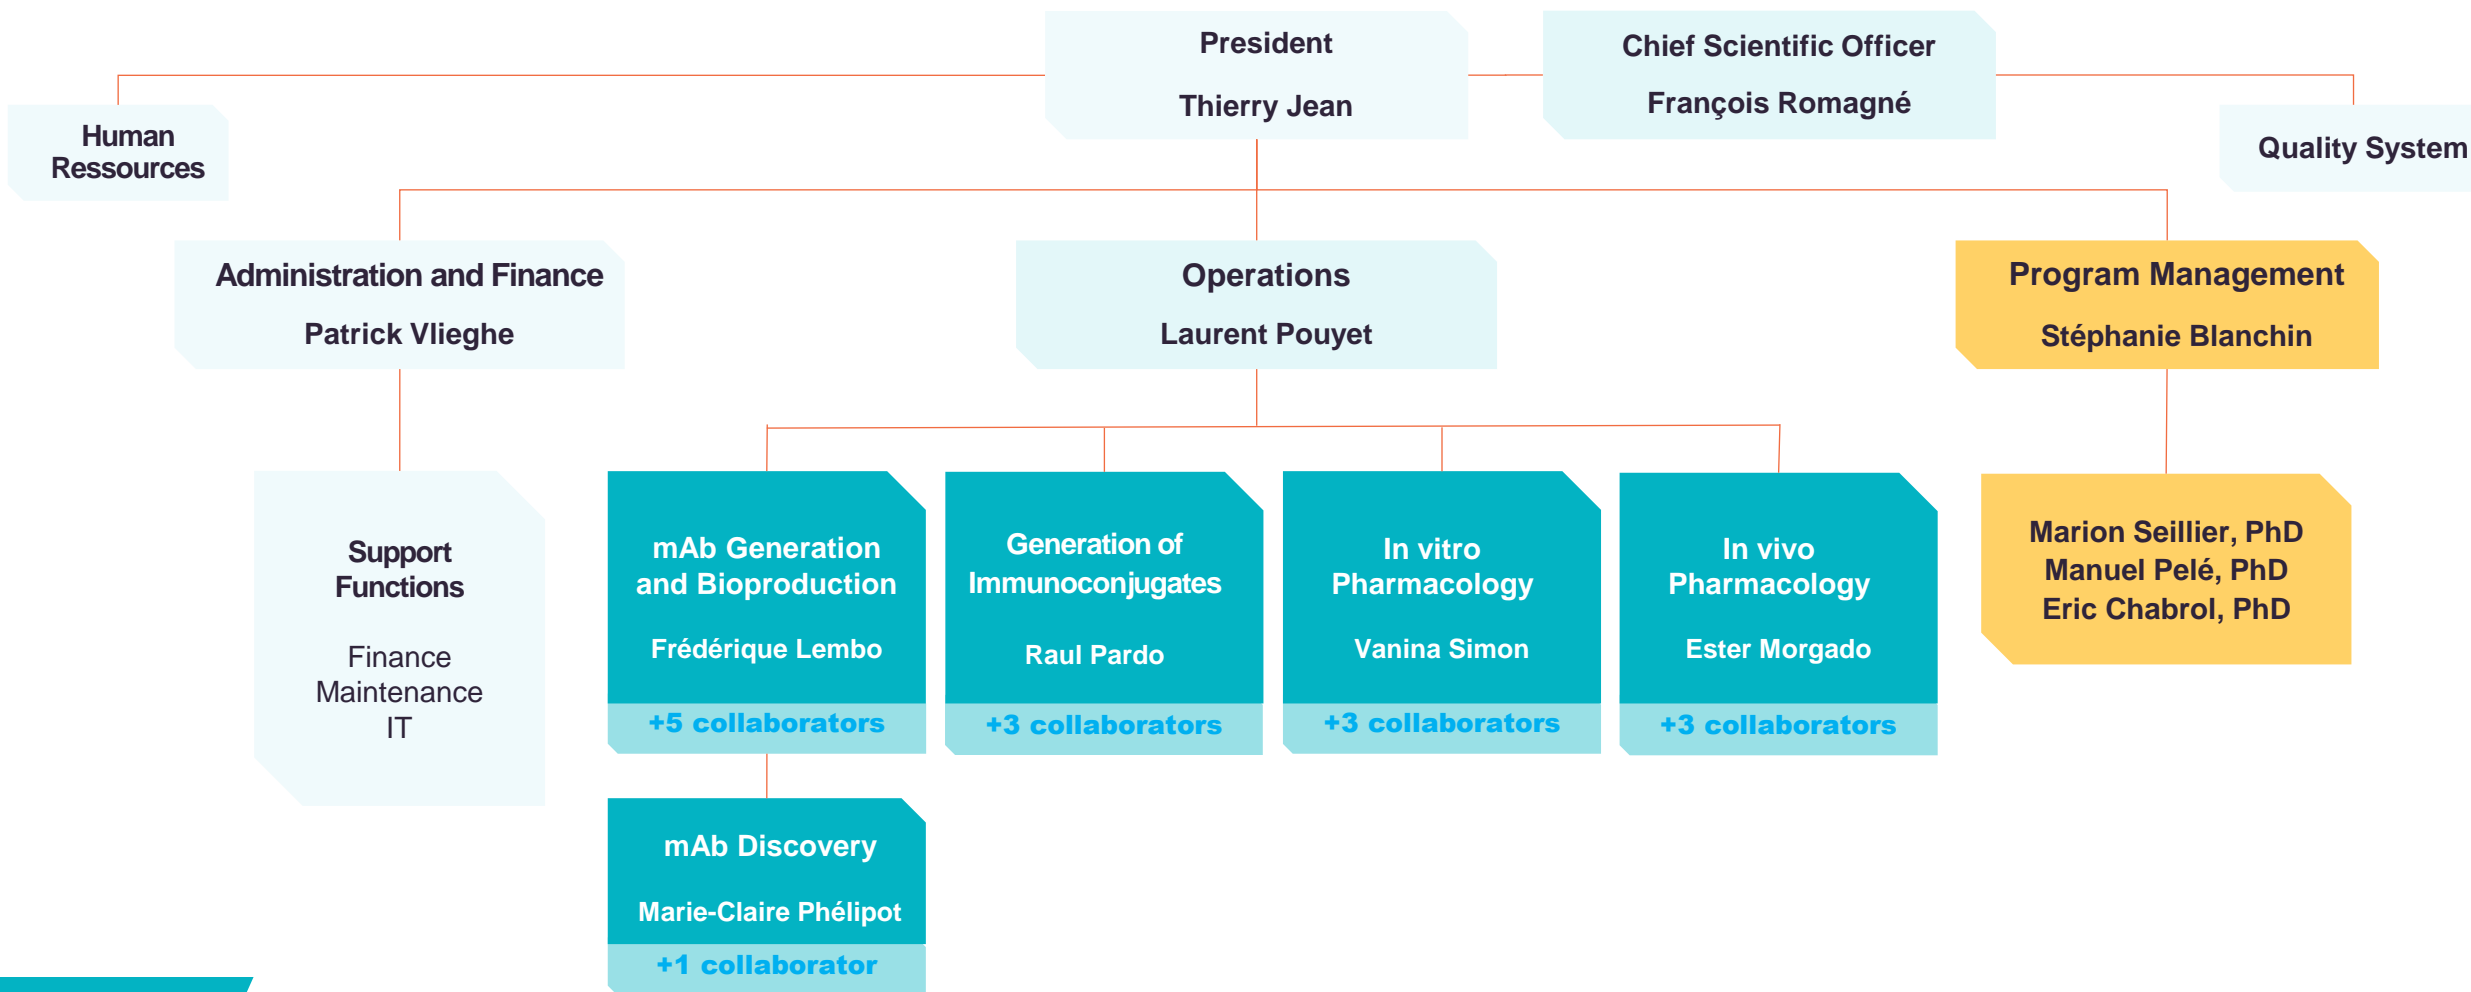 President
Thierry Jean
Chief Scientific Officer
François Romagné
Human
Ressources
Quality System
Administration and Finance
Patrick Vlieghe
Operations
Laurent Pouyet
Program Management
Stéphanie Blanchin
Support
Functions
Finance
Maintenance
IT
mAb Generation
and Bioproduction
Frédérique Lembo
+5 collaborators
Generation of
Immunoconjugates
Raul Pardo
+3 collaborators
In vitro
Pharmacology
Vanina Simon
+3 collaborators
In vivo
Pharmacology
Ester Morgado
+3 collaborators
Marion Seillier, PhD
Manuel Pelé, PhD
Eric Chabrol, PhD
mAb Discovery
Marie-Claire Phélipot
+1 collaborator